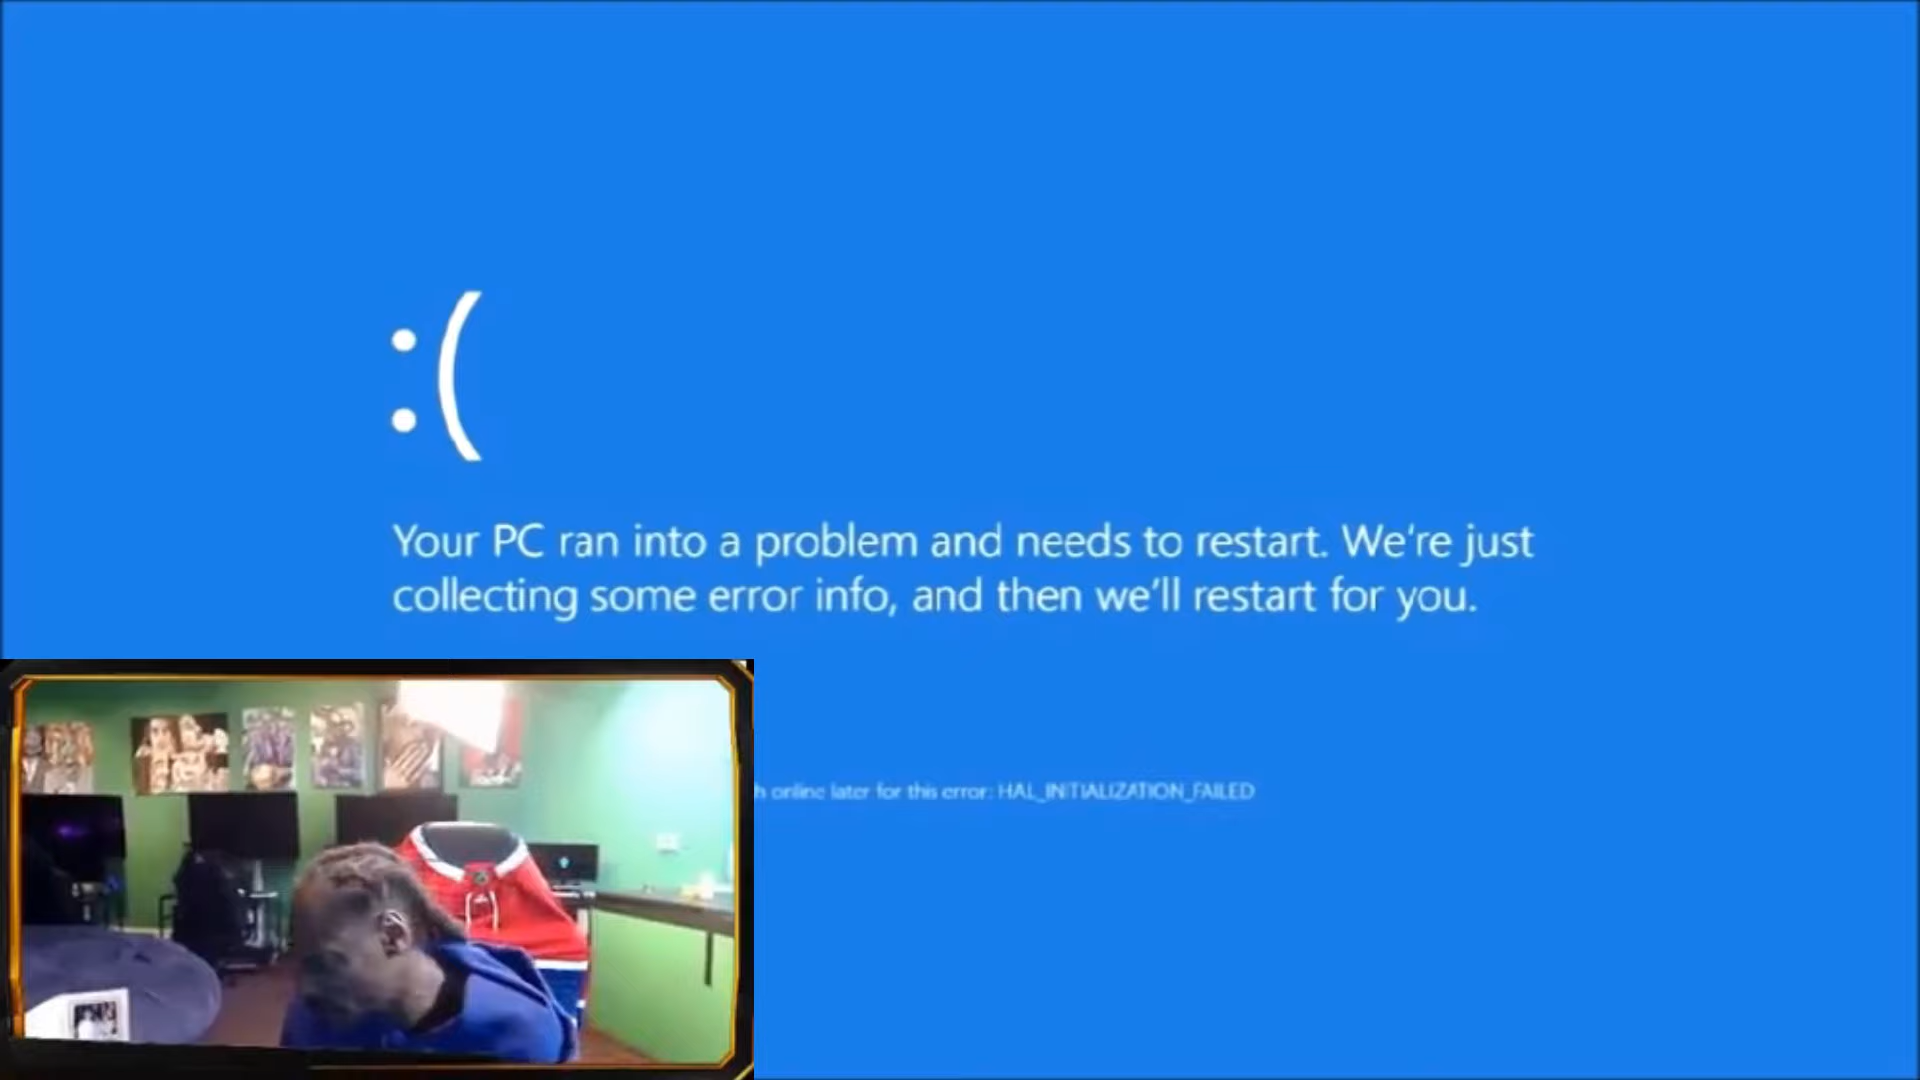 :(
Your PC ran into a problem and needs to restart. We're just
collecting some error info, and then we'll restart for you.
online later for this error: HAL_INITIALIZATION_FAILED